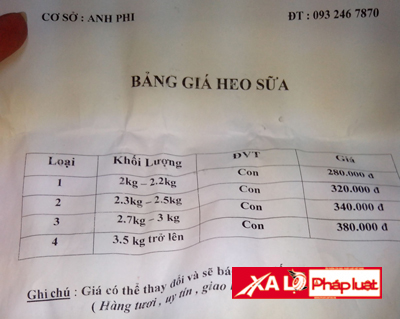 CƠ SỞ : ANH PHI ĐT : 093 246 7870
BẢNG GIÁ HEO SỮA
Loại Khối Lượng ĐVT Giá
1 2kg – 2.2kg Con 280.000 đ
2 2.3kg – 2.5kg Con 320.000 đ
3 2.7kg – 3 kg Con 340.000 đ
4 3.5 kg trở lên Con 380.000 đ
Ghi chú : Giá có thể thay đổi và sẽ bá
( Hàng tươi , uy tín , giao
XA LỘ Pháp luật